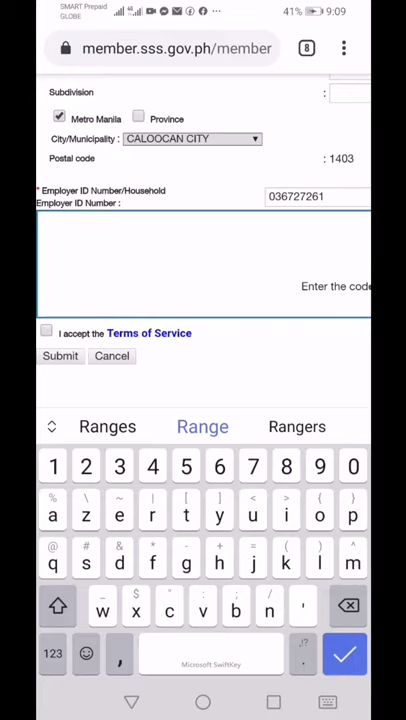 SMART Prepaid
GLOBE
41%
9:09
member.sss.gov.ph/member
8
Subdivision :
Metro Manila Province
City/Municipality : CALOOCAN CITY
Postal code : 1403
* Employer ID Number/Household
Employer ID Number :
036727261
Enter the code
I accept the Terms of Service
Submit Cancel
Ranges Range Rangers
1 2 3 4 5 6 7 8 9 0
% \ ~ | [ ] < > { }
a z e r t y u i o p
@ # & * - + = ( ) ^
q s d f g h j k l m
_ $ " ' : ;
w x c v b n '
123 , Microsoft SwiftKey ,!?
.